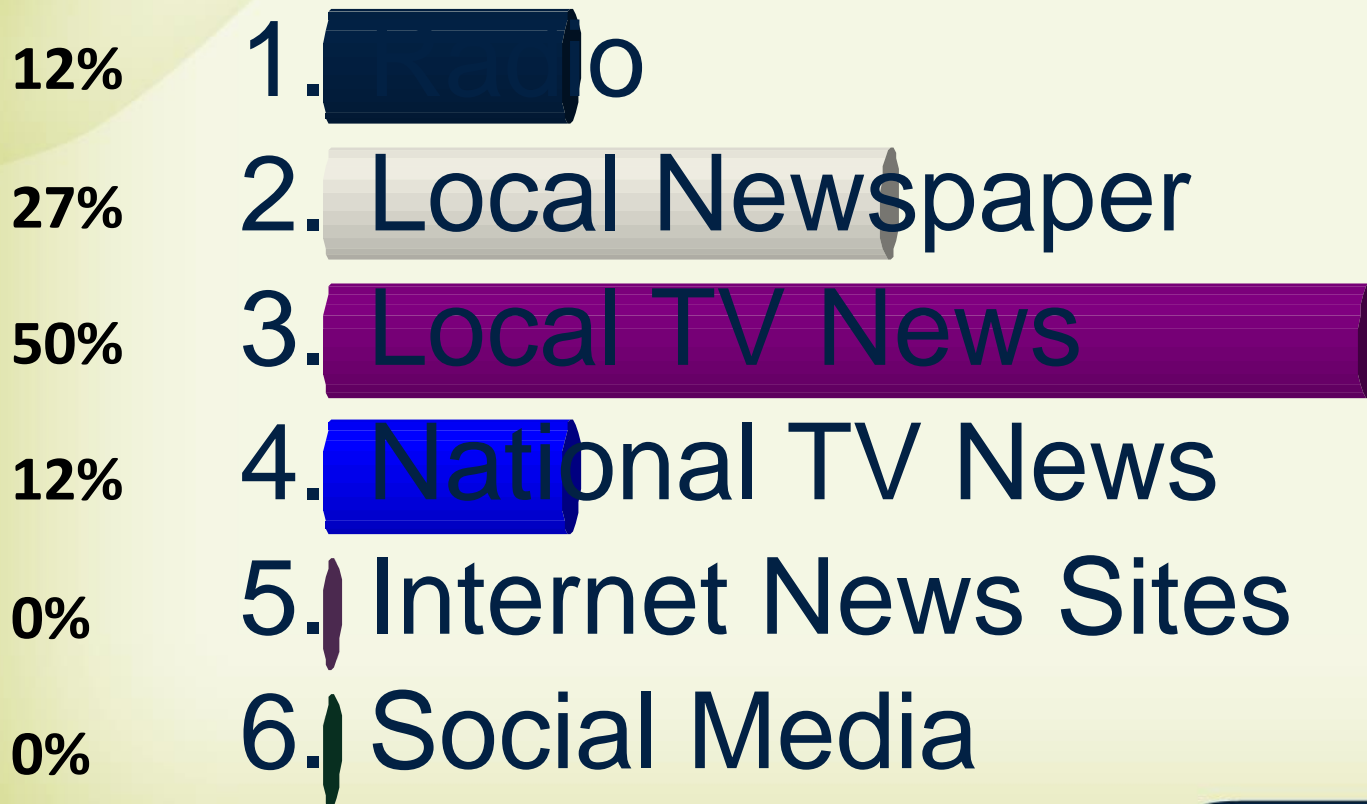 12% 1. Radio
27% 2. Local Newspaper
50% 3. Local TV News
12% 4. National TV News
0% 5. Internet News Sites
0% 6. Social Media